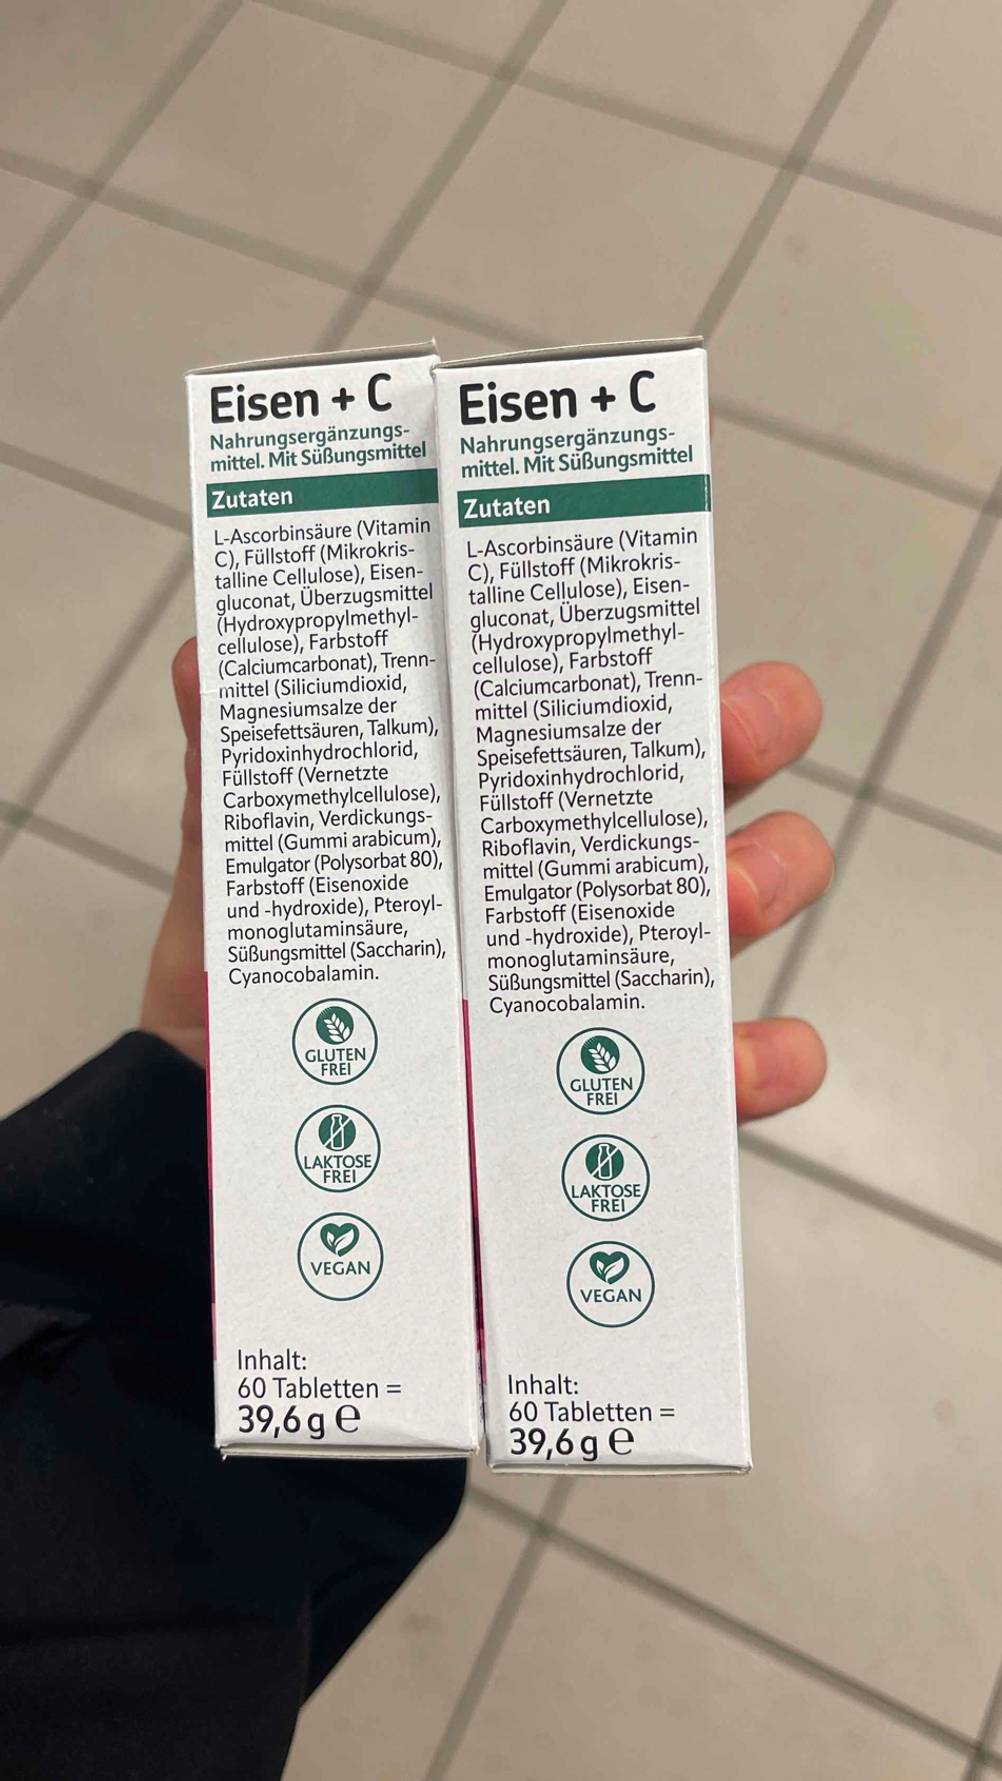 Eisen + C
Nahrungsergänzungs-
mittel. Mit Süßungsmittel
Zutaten
L-Ascorbinsäure (Vitamin
C), Füllstoff (Mikrokris-
talline Cellulose), Eisen-
gluconat, Überzugsmittel
(Hydroxypropylmethyl-
cellulose), Farbstoff
(Calciumcarbonat), Trenn-
mittel (Siliciumdioxid,
Magnesiumsalze der
Speisefettsäuren, Talkum),
Pyridoxinhydrochlorid,
Füllstoff (Vernetzte
Carboxymethylcellulose),
Riboflavin, Verdickungs-
mittel (Gummi arabicum),
Emulgator (Polysorbat 80),
Farbstoff (Eisenoxide
und -hydroxide), Pteroyl-
monoglutaminsäure,
Süßungsmittel (Saccharin),
Cyanocobalamin.
GLUTEN
FREI
LAKTOSE
FREI
VEGAN
Inhalt:
60 Tabletten =
39,6 g e
Eisen + C
Nahrungsergänzungs-
mittel. Mit Süßungsmittel
Zutaten
L-Ascorbinsäure (Vitamin
C), Füllstoff (Mikrokris-
talline Cellulose), Eisen-
gluconat, Überzugsmittel
(Hydroxypropylmethyl-
cellulose), Farbstoff
(Calciumcarbonat), Trenn-
mittel (Siliciumdioxid,
Magnesiumsalze der
Speisefettsäuren, Talkum),
Pyridoxinhydrochlorid,
Füllstoff (Vernetzte
Carboxymethylcellulose),
Riboflavin, Verdickungs-
mittel (Gummi arabicum),
Emulgator (Polysorbat 80),
Farbstoff (Eisenoxide
und -hydroxide), Pteroyl-
monoglutaminsäure,
Süßungsmittel (Saccharin),
Cyanocobalamin.
GLUTEN
FREI
LAKTOSE
FREI
VEGAN
Inhalt:
60 Tabletten =
39,6 g e